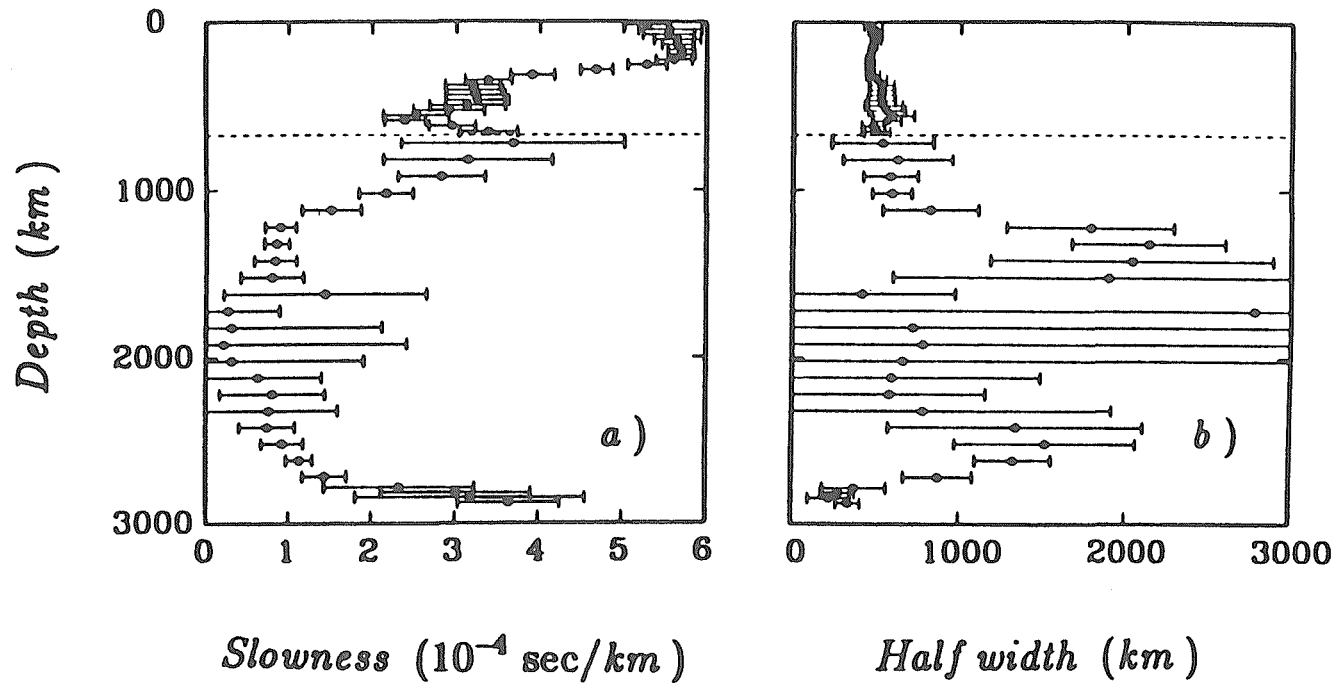 0
1000
2000
3000
Depth (km)
a )
b )
0 1 2 3 4 5 6
0 1000 2000 3000
Slowness (10⁻⁴ sec/km )
Half width (km )